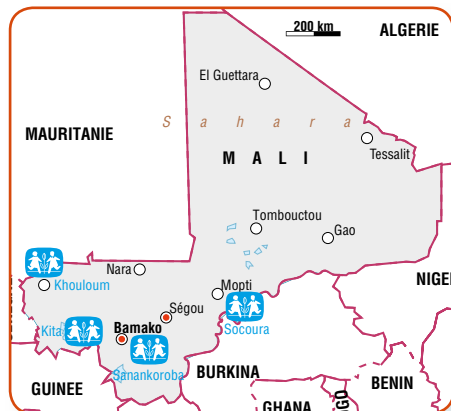 200 km
ALGERIE
El Guettara
S a h a r a
MAURITANIE
Tessalit
M A L I
Tombouctou
Gao
Nara
Khouloum
Mopti
NIGE
Ségou
Kita
Bamako
Socoura
Sanankoroba
BURKINA
GUINEE
BENIN
GHANA
GO